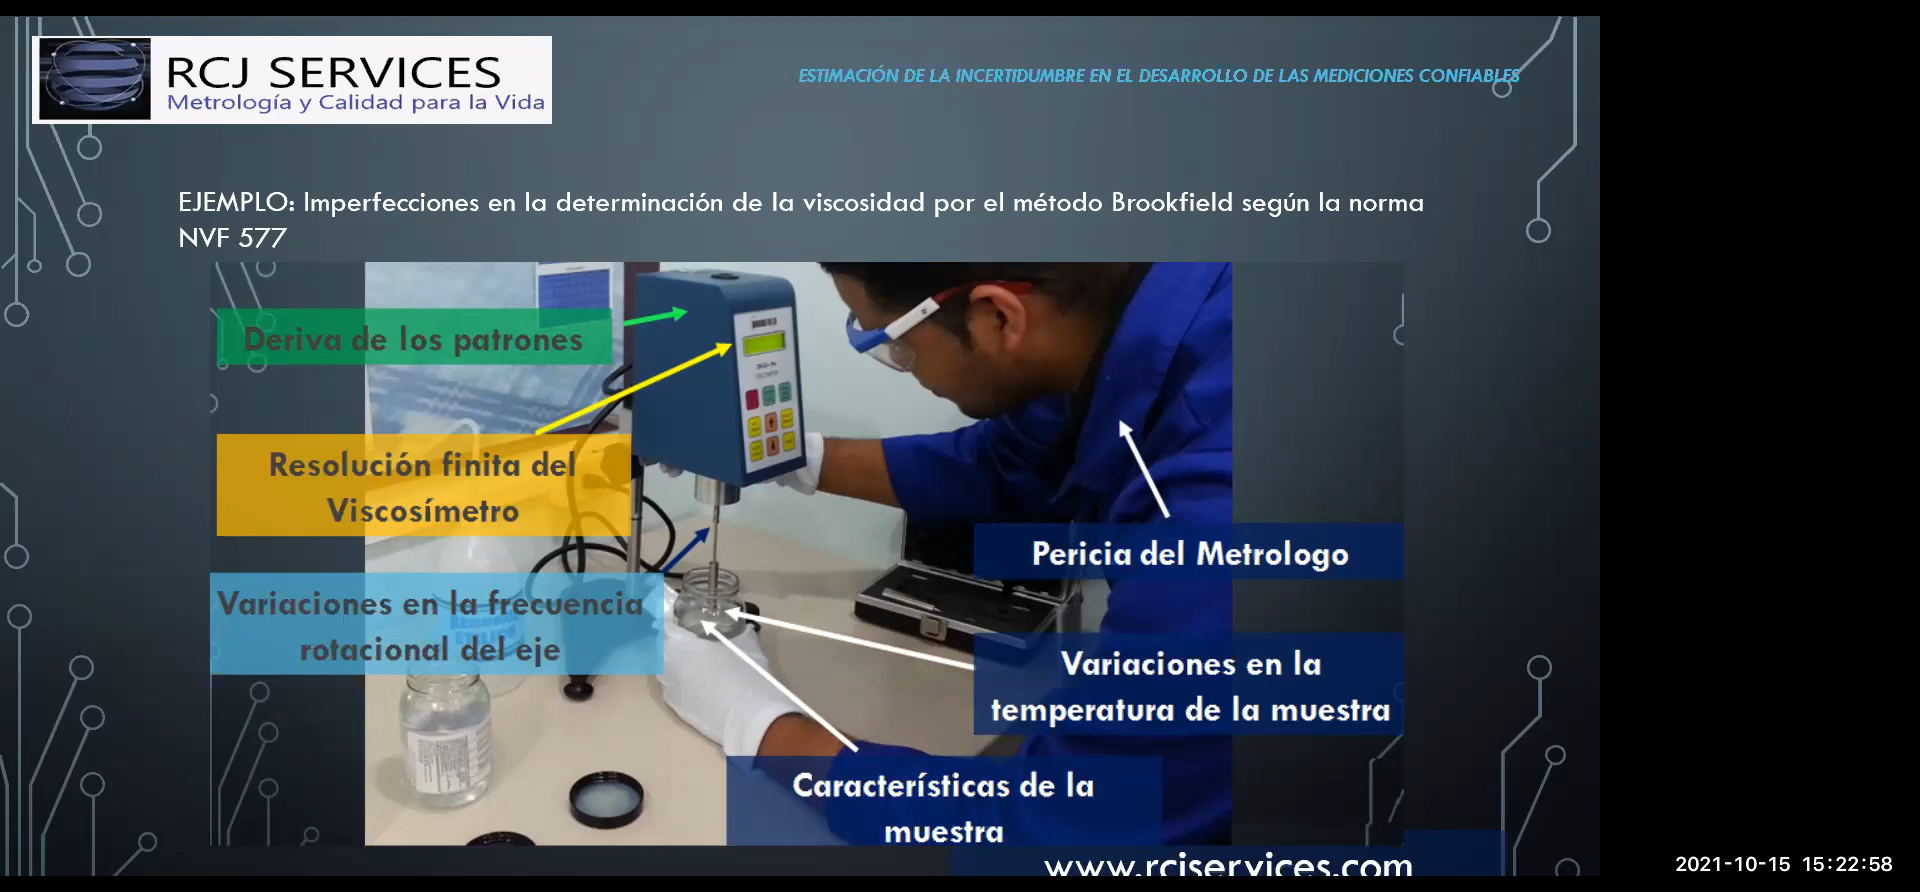 RCJ SERVICES
Metrología y Calidad para la Vida
ESTIMACIÓN DE LA INCERTIDUMBRE EN EL DESARROLLO DE LAS MEDICIONES CONFIABLES
EJEMPLO: Imperfecciones en la determinación de la viscosidad por el método Brookfield según la norma
NVF 577
Deriva de los patrones
Resolución finita del
Viscosímetro
Variaciones en la frecuencia
rotacional del eje
Pericia del Metrologo
Variaciones en la
temperatura de la muestra
Características de la
muestra
www.rcjservices.com
2021-10-15 15:22:58